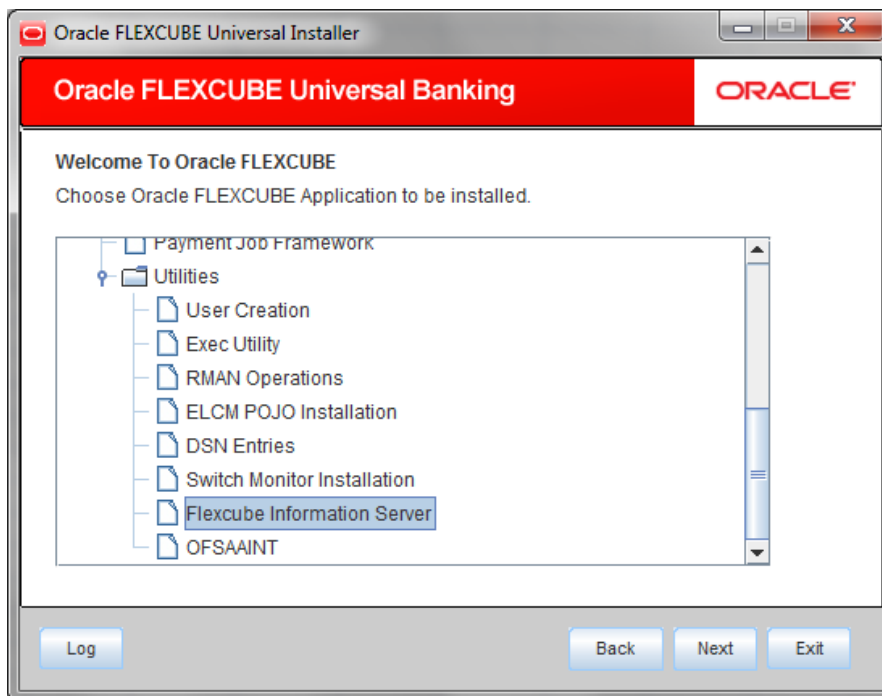 Oracle FLEXCUBE Universal Installer
Oracle FLEXCUBE Universal Banking
ORACLE
Welcome To Oracle FLEXCUBE
Choose Oracle FLEXCUBE Application to be installed.
Payment Job Framework
Utilities
User Creation
Exec Utility
RMAN Operations
ELCM POJO Installation
DSN Entries
Switch Monitor Installation
Flexcube Information Server
OFSAAINT
Log
Back
Next
Exit